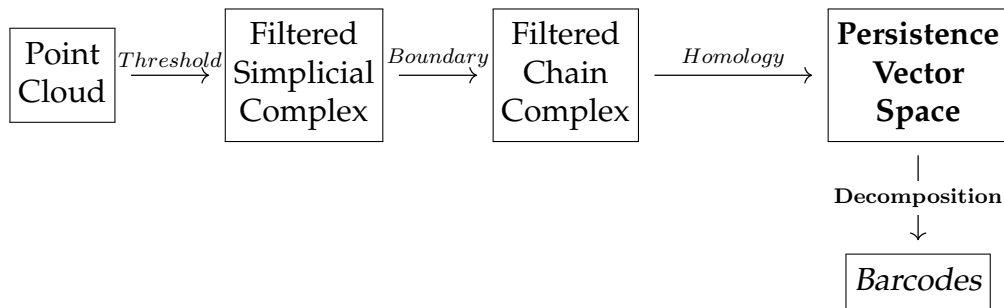 Point
Cloud
Threshold
Filtered
Simplicial
Complex
Boundary
Filtered
Chain
Complex
Homology
Persistence
Vector
Space
Decomposition
Barcodes